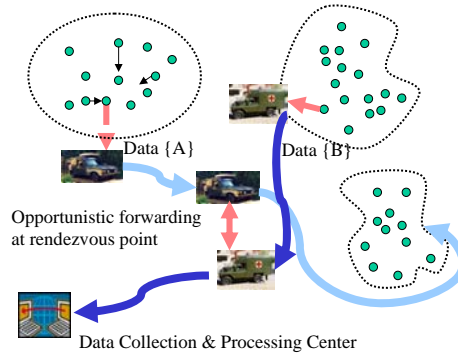 Data {A}
Data {B}
Opportunistic forwarding
at rendezvous point
Data Collection & Processing Center